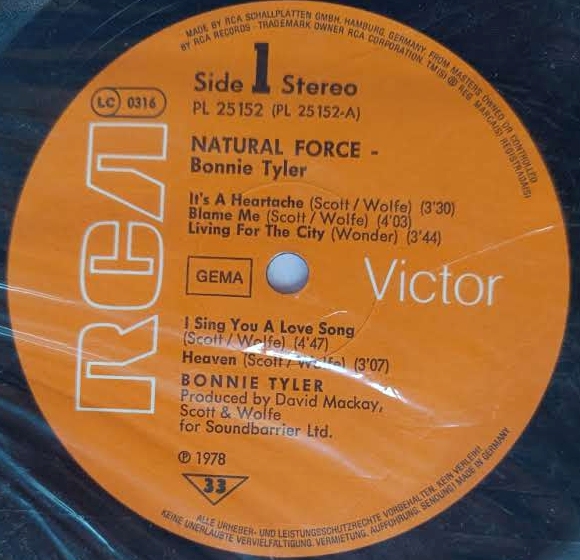 MADE BY RCA SCHALLPLATTEN GMBH, HAMBURG, GERMANY, FROM MASTERS OWNED OR CONTROLLED
BY RCA RECORDS · TRADEMARK OWNER RCA CORPORATION. TM(S) ® REG. MARCA(S) REGISTRADA(S)
Side 1 Stereo
PL 25152 (PL 25152-A)
LC 0316
NATURAL FORCE -
Bonnie Tyler
It's A Heartache (Scott / Wolfe) (3'30)
Blame Me (Scott / Wolfe) (4'03)
Living For The City (Wonder) (3'44)
RCA
GEMA
Victor
I Sing You A Love Song
(Scott / Wolfe) (4'47)
Heaven (Scott / Wolfe) (3'07)
BONNIE TYLER
Produced by David Mackay,
Scott & Wolfe
for Soundbarrier Ltd.
℗ 1978
33
ALLE URHEBER- UND LEISTUNGSSCHUTZRECHTE VORBEHALTEN. KEIN VERLEIH!
KEINE UNERLAUBTE VERVIELFÄLTIGUNG, VERMIETUNG, AUFFÜHRUNG, SENDUNG! MADE IN GERMANY